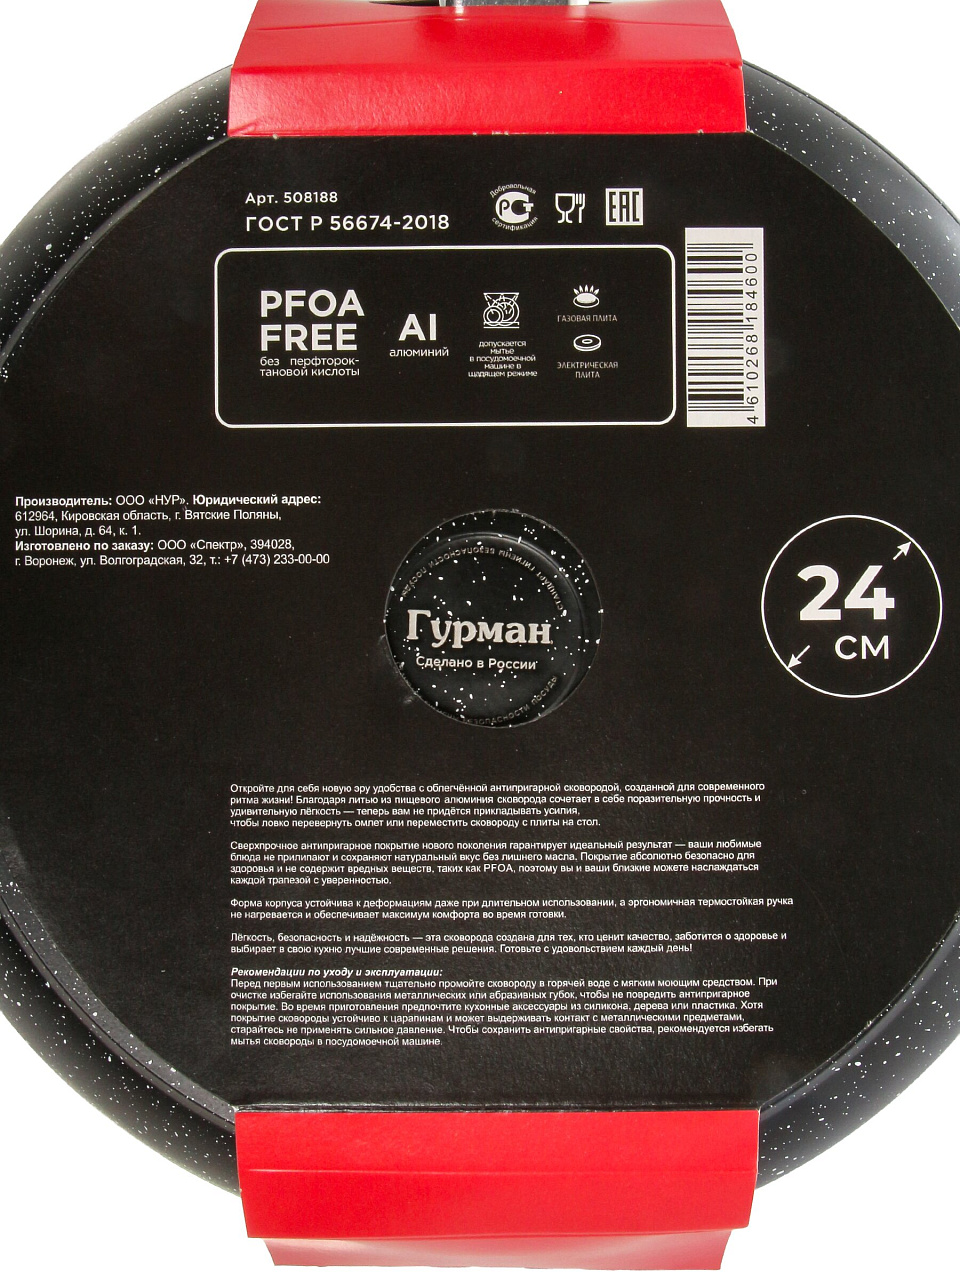 Арт. 508188
ГОСТ Р 56674-2018
Добровольная
РСТ
сертификация
ЕАС
4 610268 184600
PFOA
FREE
без перфторок-
тановой кислоты
Al
алюминий
допускается
мытье
в посудомоечной
машине в
щадящем режиме
ГАЗОВАЯ ПЛИТА
ЭЛЕКТРИЧЕСКАЯ
ПЛИТА
Производитель: ООО «НУР». Юридический адрес:
612964, Кировская область, г. Вятские Поляны,
ул. Шорина, д. 64, к. 1.
Изготовлено по заказу: ООО «Спектр», 394028,
г. Воронеж, ул. Волгоградская, 32, т.: +7 (473) 233-00-00
СТАНДАРТ ГИГИЕНЫ БЕЗОПАСНОСТИ ПОСУДЫ
Гурман
Сделано в России
БЕЗОПАСНОСТИ ПОСУДЫ
24
СМ
Откройте для себя новую эру удобства с облегчённой антипригарной сковородой, созданной для современного
ритма жизни! Благодаря литью из пищевого алюминия сковорода сочетает в себе поразительную прочность и
удивительную лёгкость — теперь вам не придётся прикладывать усилия,
чтобы ловко перевернуть омлет или переместить сковороду с плиты на стол.
Сверхпрочное антипригарное покрытие нового поколения гарантирует идеальный результат — ваши любимые
блюда не прилипают и сохраняют натуральный вкус без лишнего масла. Покрытие абсолютно безопасно для
здоровья и не содержит вредных веществ, таких как PFOA, поэтому вы и ваши близкие можете наслаждаться
каждой трапезой с уверенностью.
Форма корпуса устойчива к деформациям даже при длительном использовании, а эргономичная термостойкая ручка
не нагревается и обеспечивает максимум комфорта во время готовки.
Лёгкость, безопасность и надёжность — эта сковорода создана для тех, кто ценит качество, заботится о здоровье и
выбирает в свою кухню лучшие современные решения. Готовьте с удовольствием каждый день!
Рекомендации по уходу и эксплуатации:
Перед первым использованием тщательно промойте сковороду в горячей воде с мягким моющим средством. При
очистке избегайте использования металлических или абразивных губок, чтобы не повредить антипригарное
покрытие. Во время приготовления предпочтите кухонные аксессуары из силикона, дерева или пластика. Хотя
покрытие сковороды устойчиво к царапинам и может выдерживать контакт с металлическими предметами,
старайтесь не применять сильное давление. Чтобы сохранить антипригарные свойства, рекомендуется избегать
мытья сковороды в посудомоечной машине.